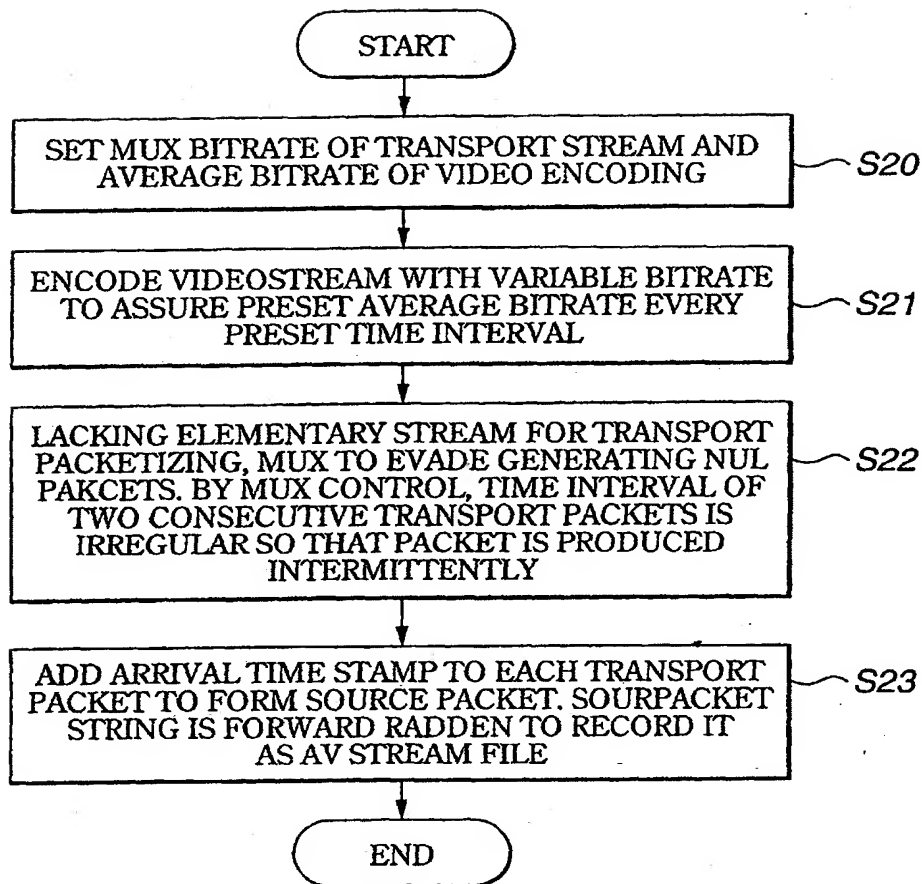 START
SET MUX BITRATE OF TRANSPORT STREAM AND
AVERAGE BITRATE OF VIDEO ENCODING
S20
ENCODE VIDEOSTREAM WITH VARIABLE BITRATE
TO ASSURE PRESET AVERAGE BITRATE EVERY
PRESET TIME INTERVAL
S21
LACKING ELEMENTARY STREAM FOR TRANSPORT
PACKETIZING, MUX TO EVADE GENERATING NUL
PAKCETS. BY MUX CONTROL, TIME INTERVAL OF
TWO CONSECUTIVE TRANSPORT PACKETS IS
IRREGULAR SO THAT PACKET IS PRODUCED
INTERMITTENTLY
S22
ADD ARRIVAL TIME STAMP TO EACH TRANSPORT
PACKET TO FORM SOURCE PACKET. SOURPACKET
STRING IS FORWARD RADDEN TO RECORD IT
AS AV STREAM FILE
S23
END